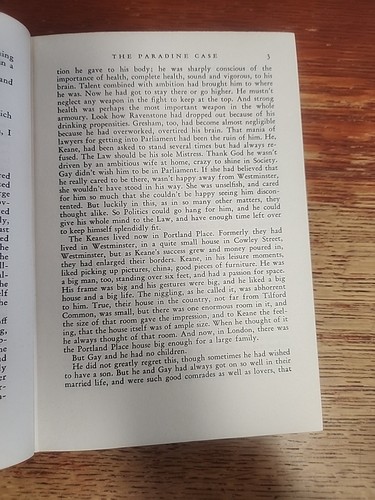 THE PARADINE CASE 5
tion he gave to his body; he was sharply conscious of the
importance of health, complete health, sound and vigorous, to his
brain. Talent combined with ambition had brought him to where
he was. Now he had got to stay there or go higher. He mustn't
neglect any weapon in the fight to keep at the top. And strong
health was perhaps the most important weapon in the whole
armoury. Look how Ravenstone had dropped out because of his
drinking propensities. Gresham, too, had become almost negligible
because he had overworked, overtired his brain. That mania of
lawyers for getting into Parliament had been the ruin of him. He,
Keane, had been asked to stand several times but had always re-
fused. The Law should be his sole Mistress. Thank God he wasn't
driven by an ambitious wife at home, crazy to shine in Society.
Gay didn't wish him to be in Parliament. If she had believed that
he really cared to be there, wasn't happy away from Westminster,
she wouldn't have stood in his way. She was unselfish, and cared
for him so much that she couldn't be happy seeing him discon-
tented. But luckily in this, as in so many other matters, they
thought alike. So Politics could go hang for him, and he could
give his whole mind to the Law, and have enough time left over
to keep himself splendidly fit.
The Keanes lived now in Portland Place. Formerly they had
lived in Westminster, in a quite small house in Cowley Street,
Westminster, but as Keane's success grew and money poured in,
they had enlarged their borders. Keane, in his leisure moments,
liked picking up pictures, china, good pieces of furniture. He was
a big man, too, standing over six feet, and had a passion for space.
His frame was big and his gestures were big, and he liked a big
house and a big life. The niggling, as he called it, was abhorrent
to him. True, their house in the country, not far from Tilford
Common, was small, but there was one enormous room in it, and
the size of that room gave the impression, and to Keane the feel-
ing, that the house itself was of ample size. When he thought of it
he always thought of that room. And now, in London, there was
the Portland Place house big enough for a large family.
But Gay and he had no children.
He did not greatly regret this, though sometimes he had wished
to have a son. But he and Gay had always got on so well in their
married life, and were such good comrades as well as lovers, that